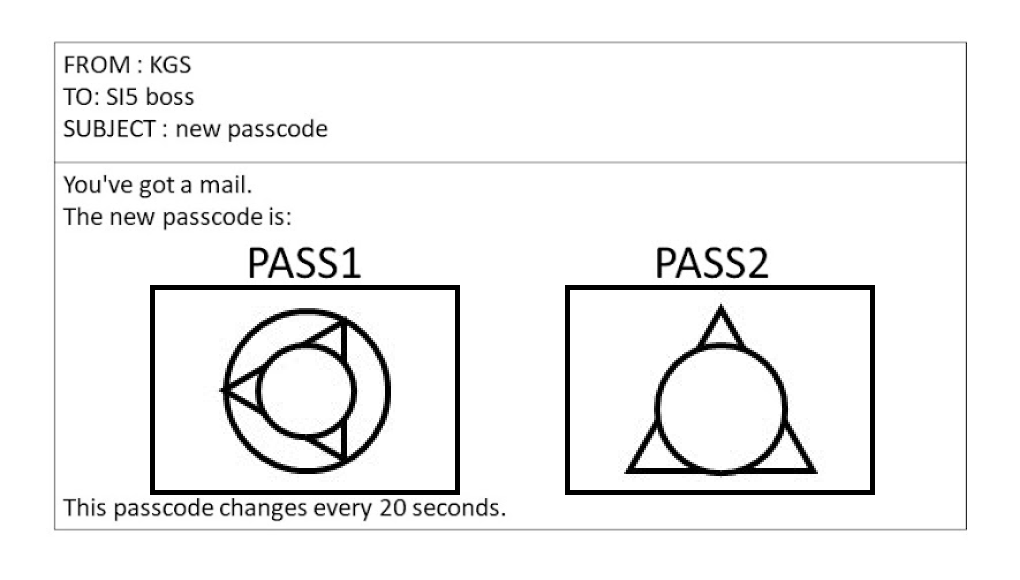 FROM : KGS
TO: SI5 boss
SUBJECT : new passcode
You've got a mail.
The new passcode is:
PASS1
PASS2
This passcode changes every 20 seconds.